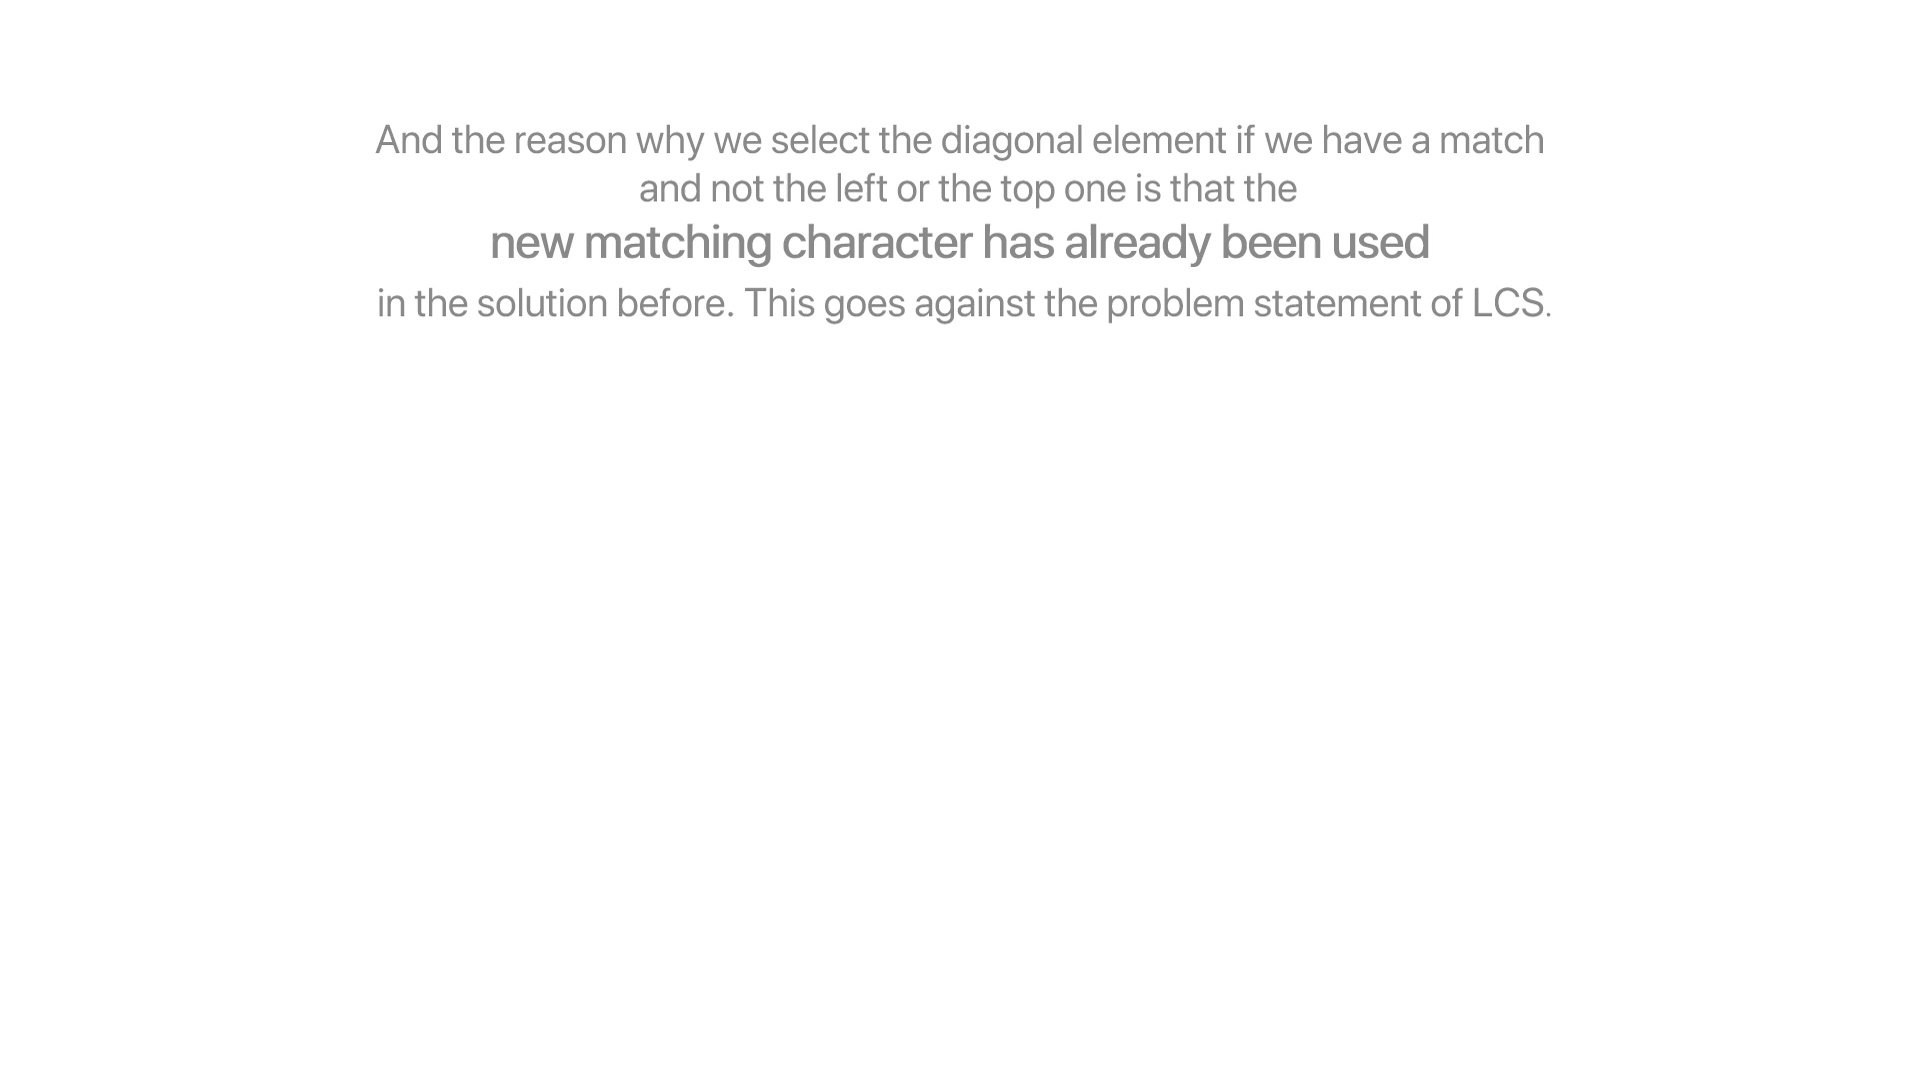 And the reason why we select the diagonal element if we have a match
and not the left or the top one is that the
new matching character has already been used
in the solution before. This goes against the problem statement of LCS.